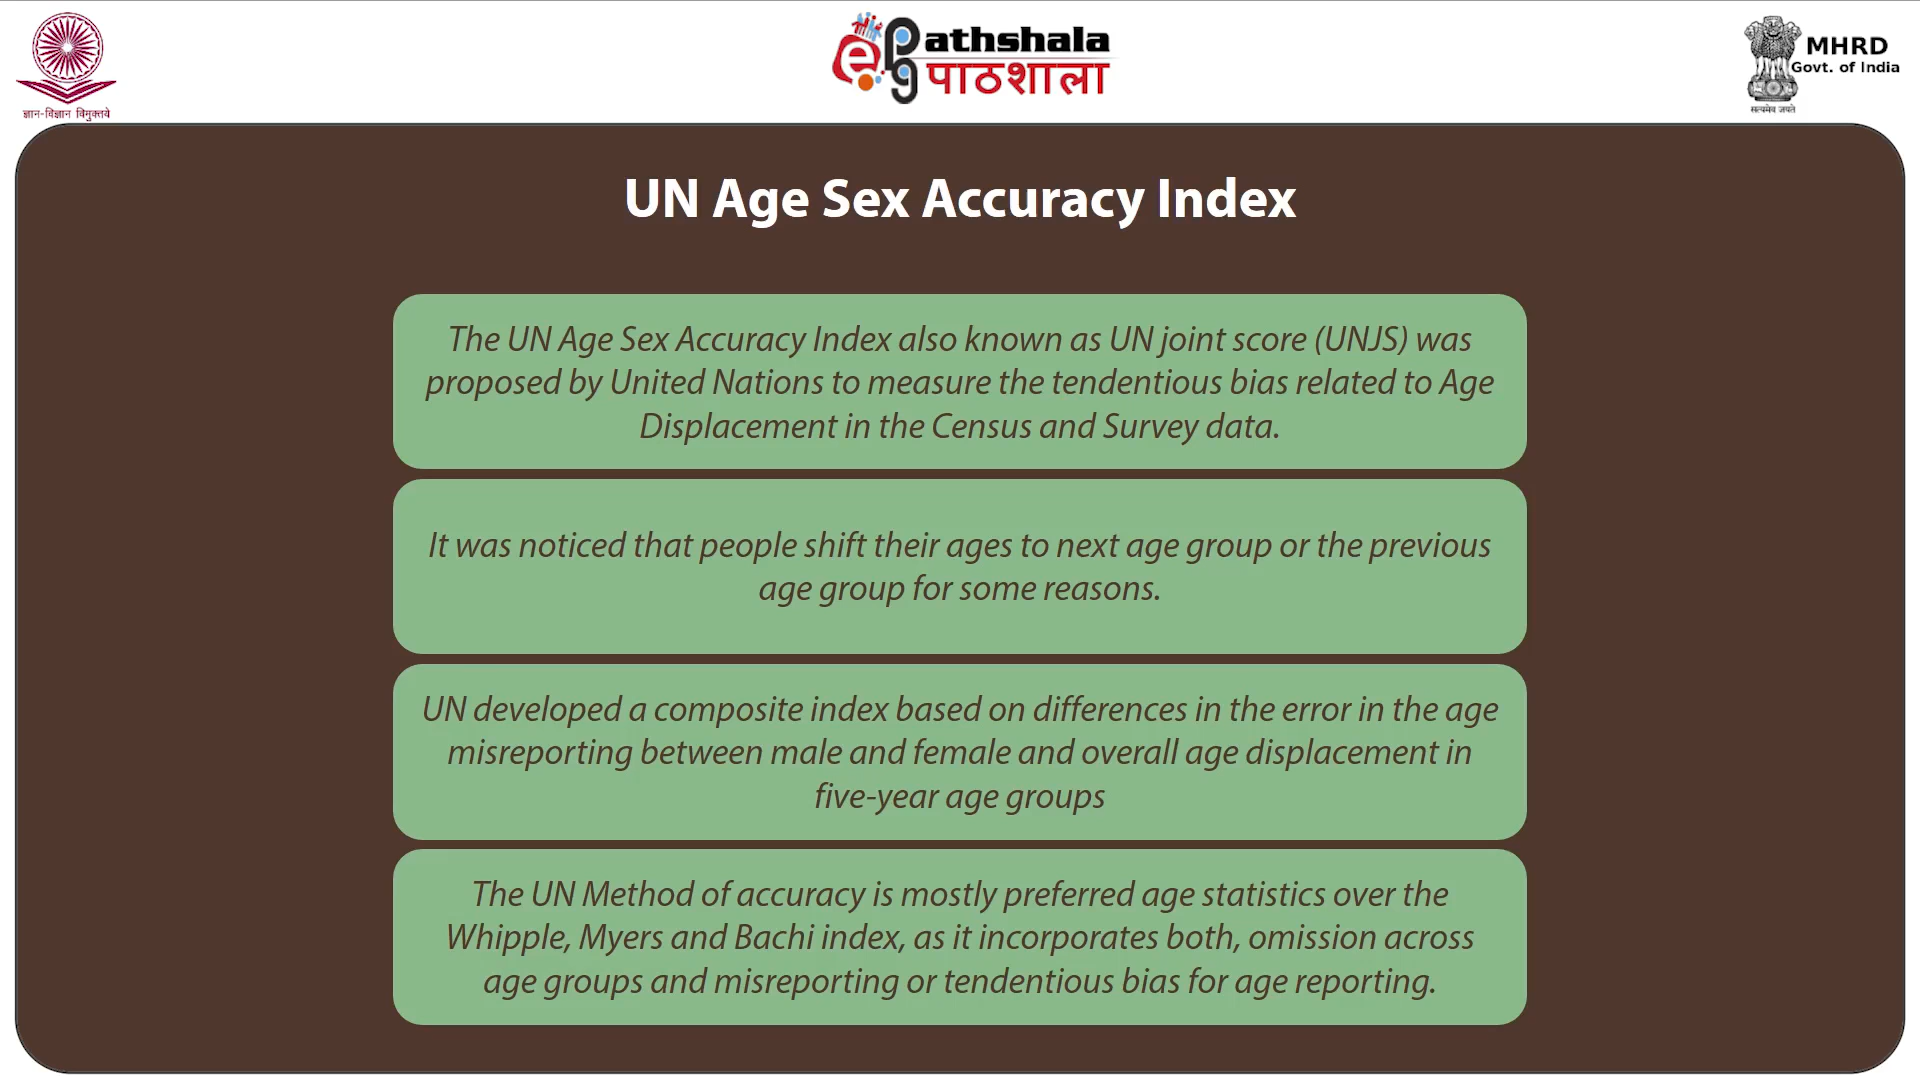 ज्ञान-विज्ञान विमुक्तये
ePG Pathshala
पाठशाला
MHRD
Govt. of India
सत्यमेव जयते
UN Age Sex Accuracy Index
The UN Age Sex Accuracy Index also known as UN joint score (UNJS) was
proposed by United Nations to measure the tendentious bias related to Age
Displacement in the Census and Survey data.
It was noticed that people shift their ages to next age group or the previous
age group for some reasons.
UN developed a composite index based on differences in the error in the age
misreporting between male and female and overall age displacement in
five-year age groups
The UN Method of accuracy is mostly preferred age statistics over the
Whipple, Myers and Bachi index, as it incorporates both, omission across
age groups and misreporting or tendentious bias for age reporting.